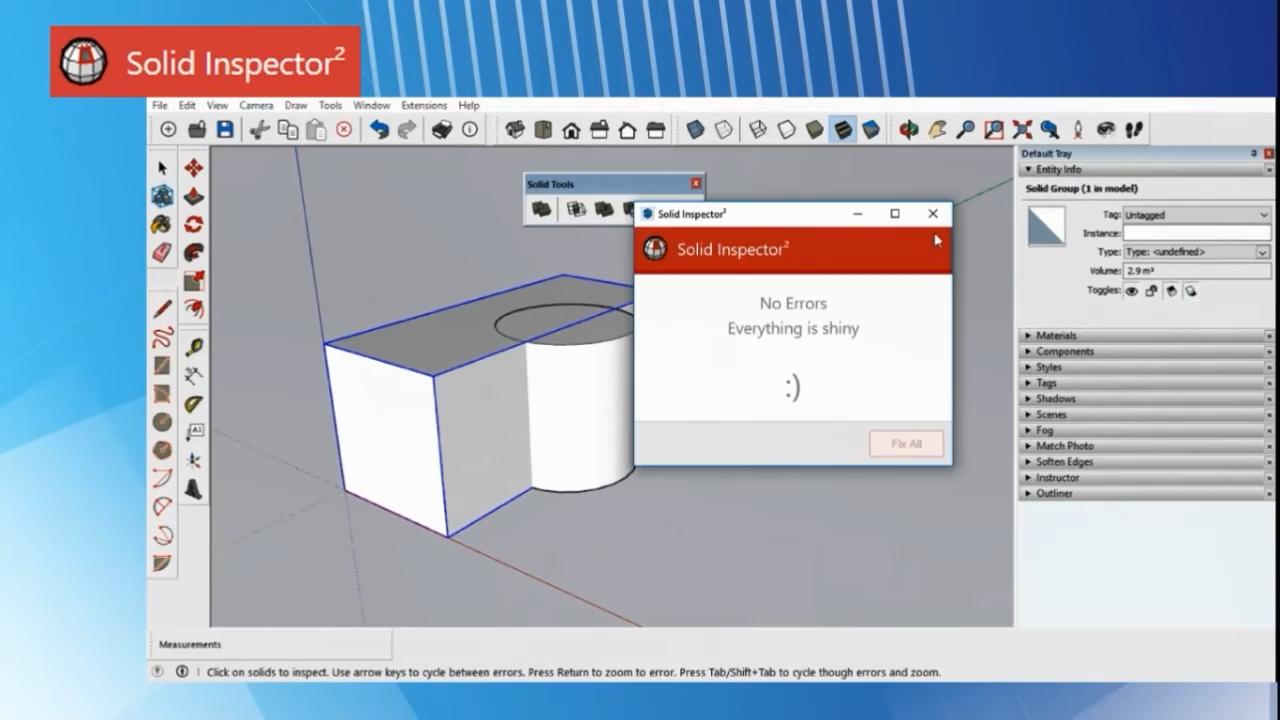 Solid Inspector²
File Edit View Camera Draw Tools Window Extensions Help
Default Tray
Entity Info
Solid Group (1 in model)
Tag: Untagged
Instance:
Type: Type: <undefined>
Volume: 2.9 m³
Toggles:
Solid Tools
Solid Inspector²
Solid Inspector²
No Errors
Everything is shiny
:)
Fix All
Materials
Components
Styles
Tags
Shadows
Scenes
Fog
Match Photo
Soften Edges
Instructor
Outliner
A1
Measurements
Click on solids to inspect. Use arrow keys to cycle between errors. Press Return to zoom to error. Press Tab/Shift+Tab to cycle though errors and zoom.